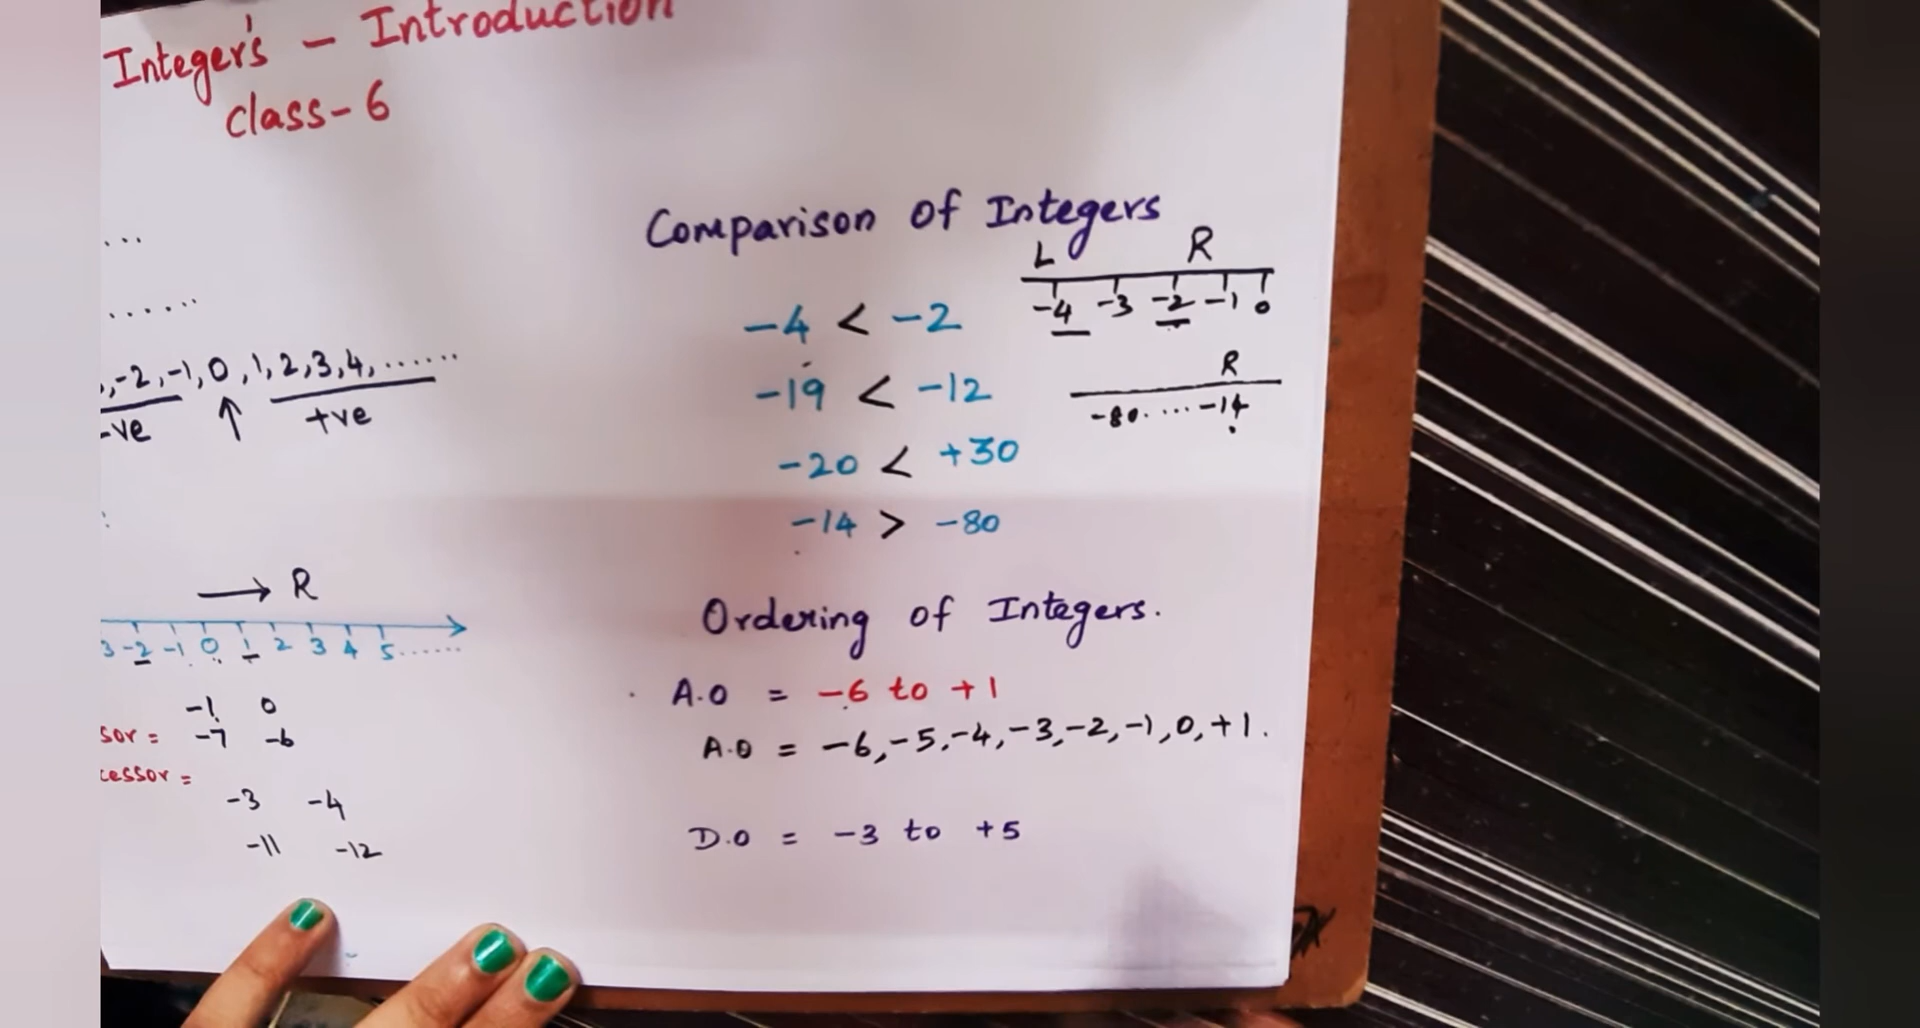 Integer's - Introduction
class-6
...
......
,-2,-1,0,1,2,3,4,......
-ve ↑ +ve
:
→ R
3 -2 -1 0 1 2 3 4 5......
-1 0
sor = -7 -6
cessor =
-3 -4
-11 -12
Comparison of Integers
L R
-4 -3 -2 -1 0
-4 < -2
R
-80....-14
-19 < -12
-20 < +30
-14 > -80
Ordering of Integers.
A.O = -6 to +1
A.O = -6,-5,-4,-3,-2,-1,0,+1.
D.O = -3 to +5